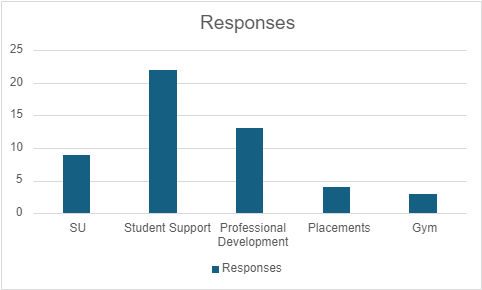 Responses
25
20
15
10
5
0
SU
Student Support
Professional
Development
Placements
Gym
Responses